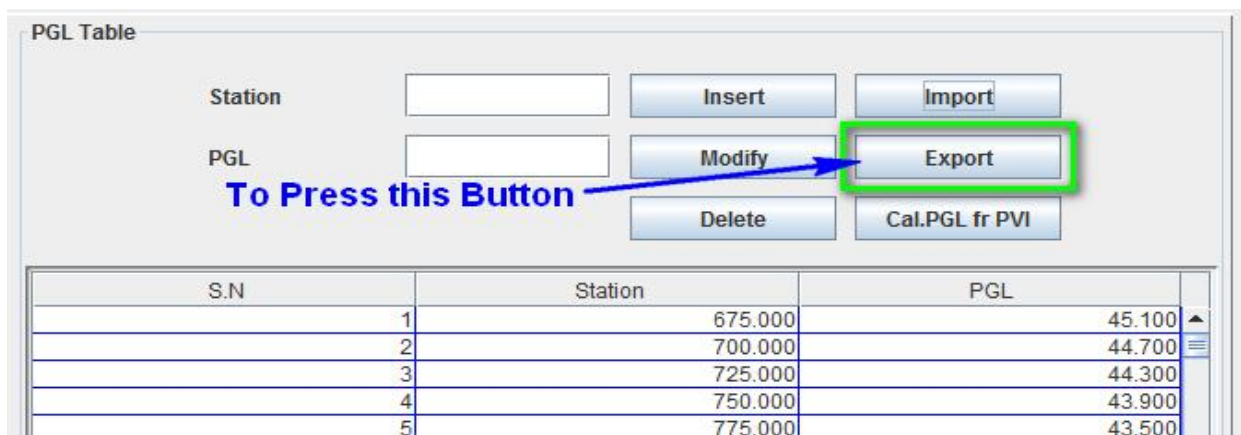 PGL Table
Station Insert Import
PGL Modify Export
To Press this Button
Delete Cal.PGL fr PVI
S.N Station PGL
1 675.000 45.100
2 700.000 44.700
3 725.000 44.300
4 750.000 43.900
5 775.000 43.500